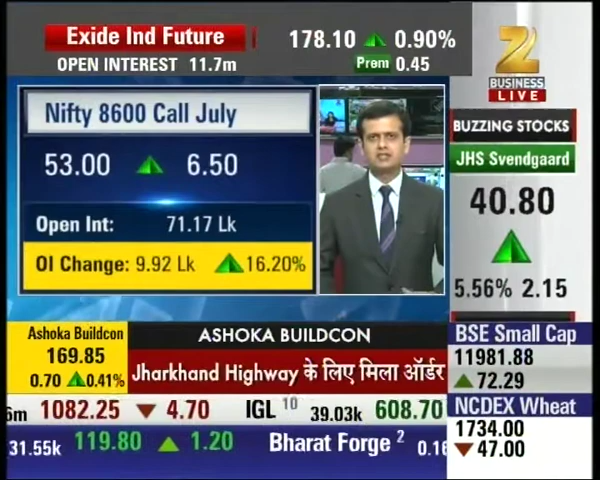 Exide Ind Future
178.10 0.90%
OPEN INTEREST 11.7m
Prem 0.45
Z
BUSINESS
LIVE
Nifty 8600 Call July
53.00 6.50
Open Int: 71.17 Lk
OI Change: 9.92 Lk 16.20%
BUZZING STOCKS
JHS Svendgaard
40.80
5.56% 2.15
Ashoka Buildcon
169.85
0.70 0.41%
ASHOKA BUILDCON
Jharkhand Highway के लिए मिला ऑर्डर
BSE Small Cap
11981.88
72.29
NCDEX Wheat
1734.00
47.00
6m 1082.25 4.70 IGL 10 39.03k 608.70
31.55k 119.80 1.20 Bharat Forge 2 0.16